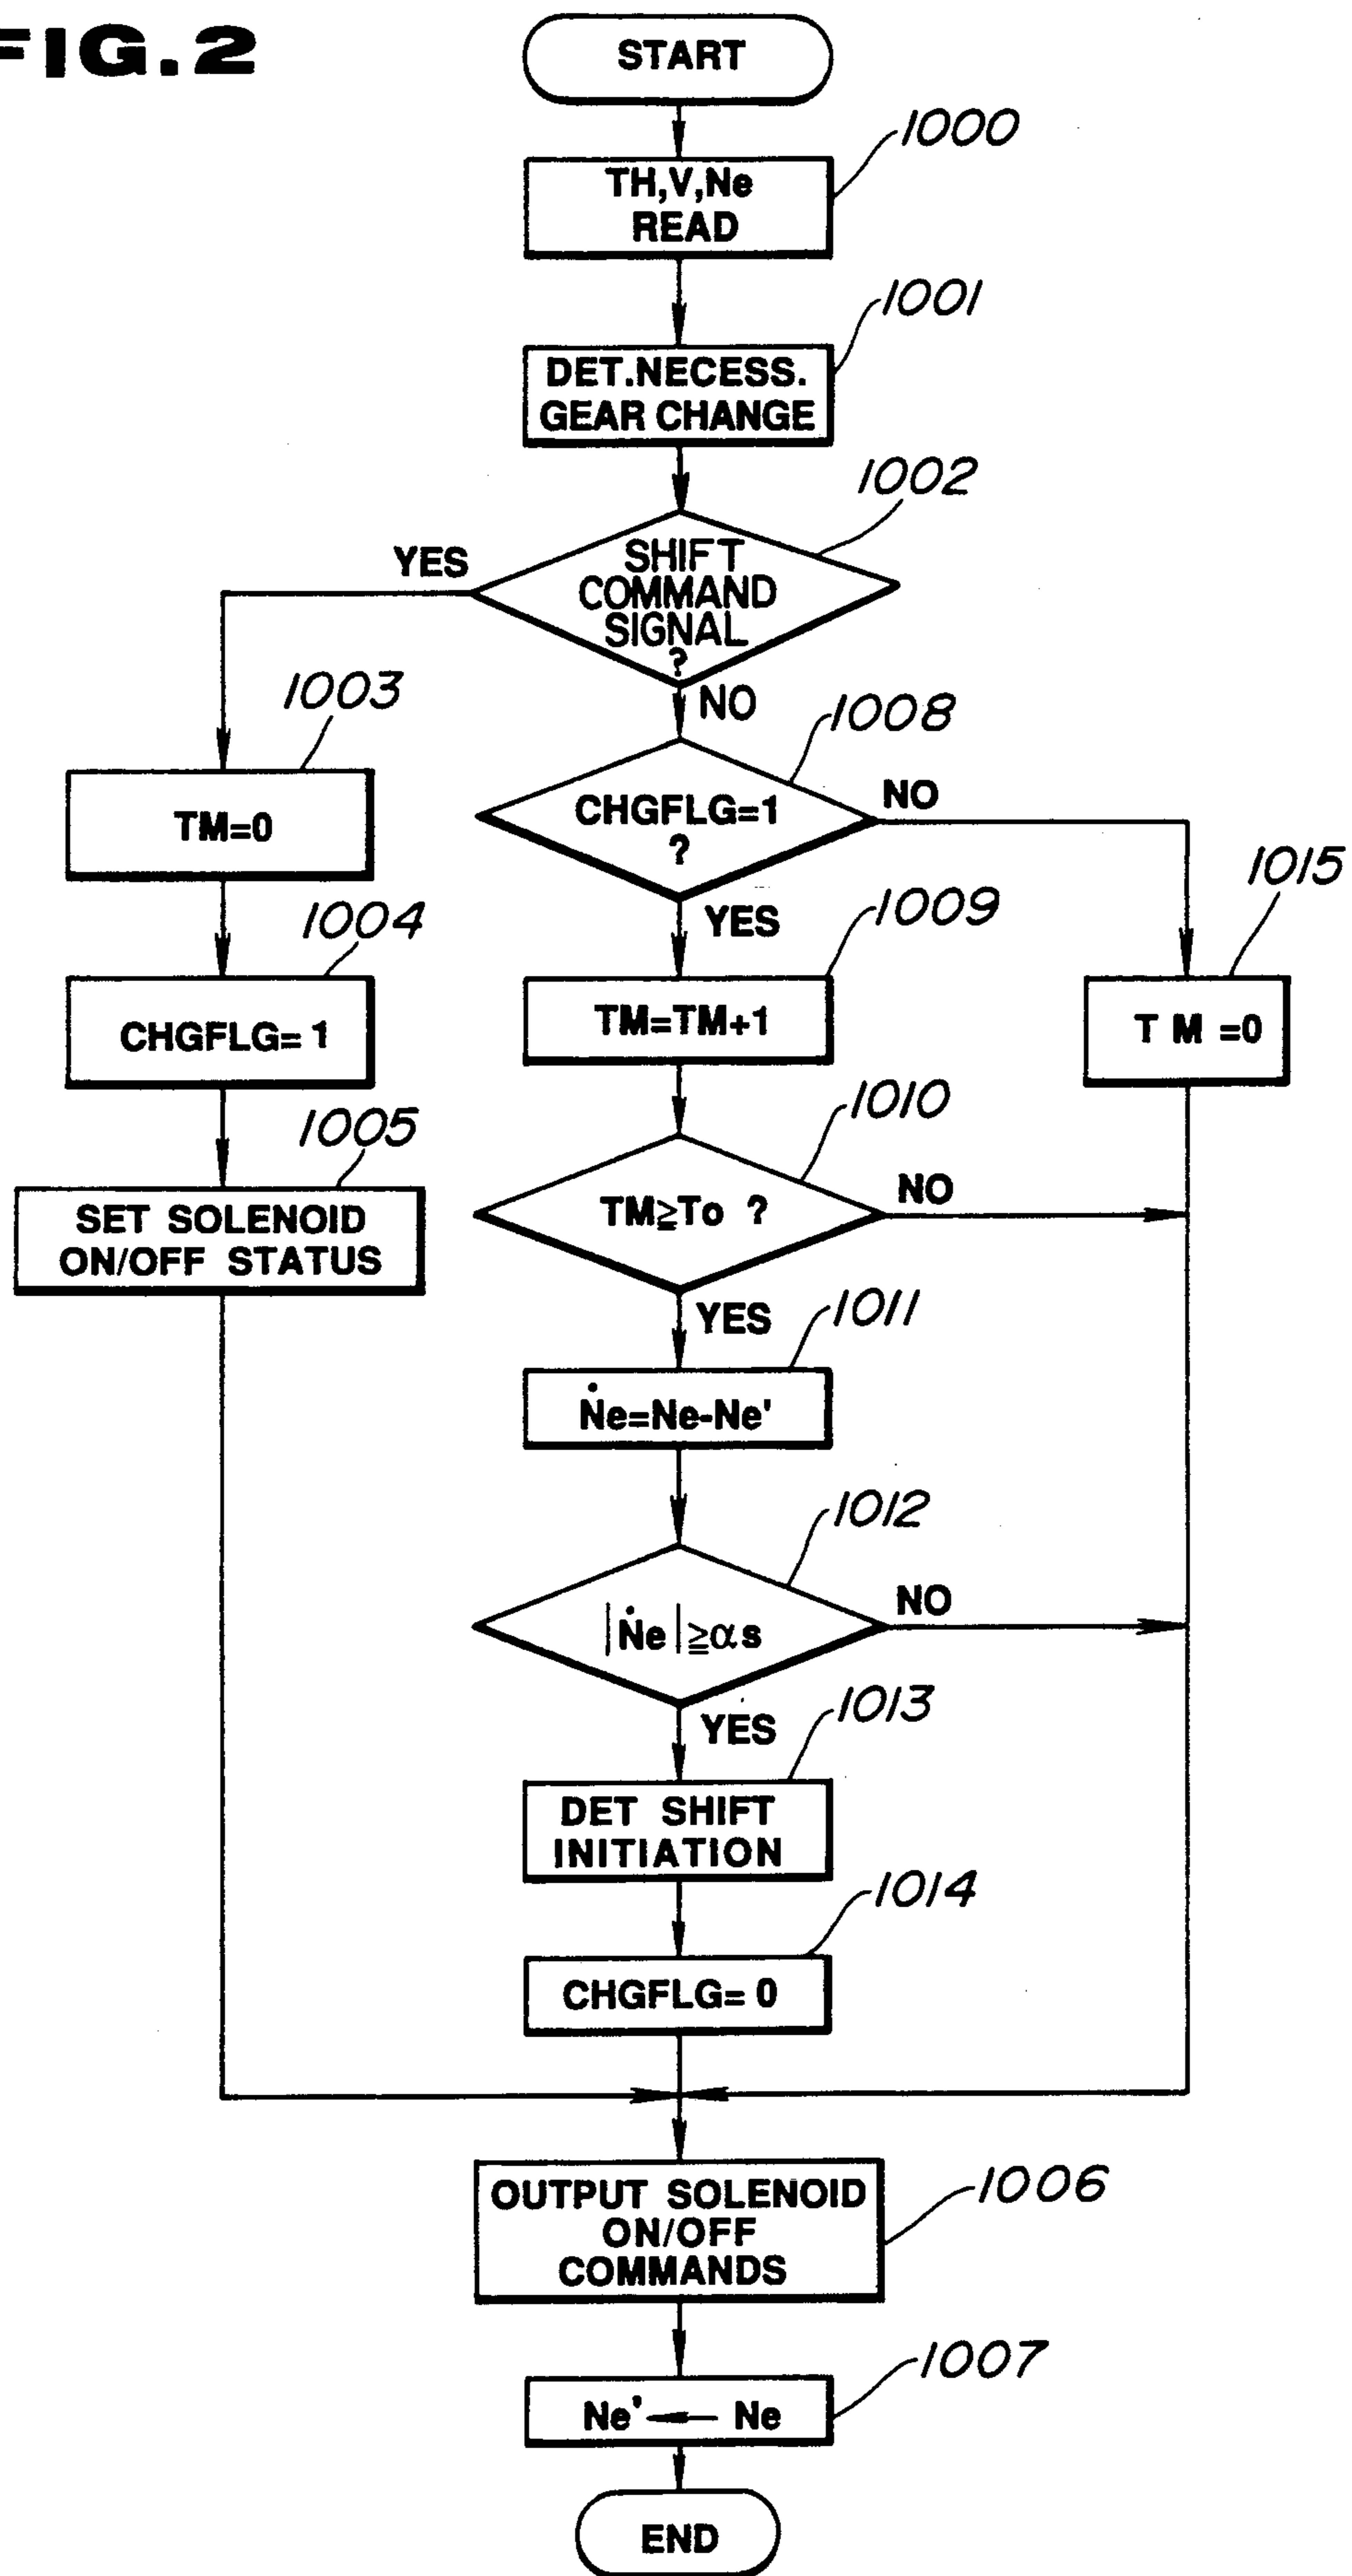 FIG.2
START
1000
TH,V,Ne
READ
1001
DET.NECESS.
GEAR CHANGE
1002
YES
SHIFT
COMMAND
SIGNAL
?
NO
1003
TM=0
1004
CHGFLG= 1
1005
SET SOLENOID
ON/OFF STATUS
1008
CHGFLG=1
?
NO
YES
1009
TM=TM+1
1015
T M =0
1010
TM≧To ?
NO
YES
1011
Ṅe=Ne-Ne'
1012
|Ṅe|≧αs
NO
YES
1013
DET SHIFT
INITIATION
1014
CHGFLG= 0
1006
OUTPUT SOLENOID
ON/OFF
COMMANDS
1007
Ne' ← Ne
END